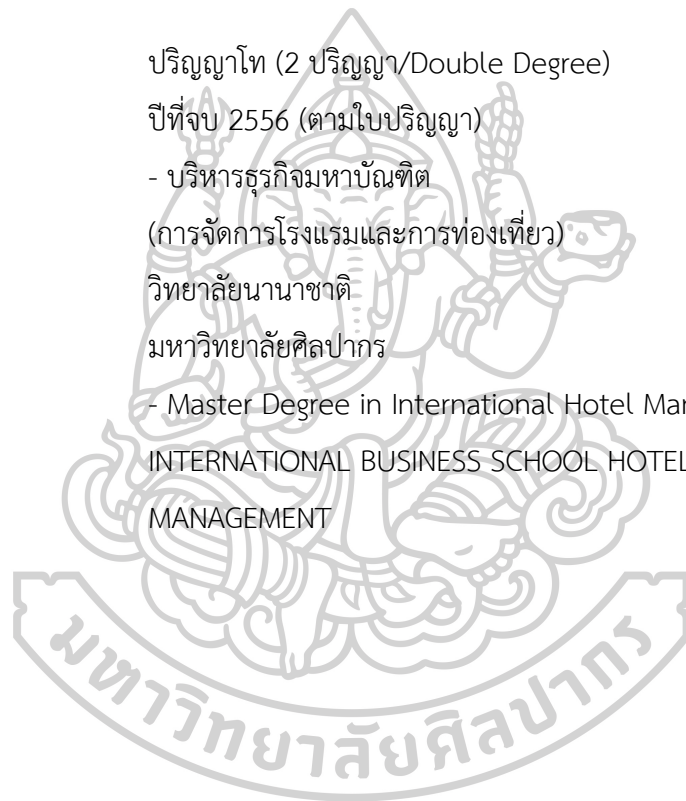 ปริญญาโท (2 ปริญญา/Double Degree)
ปีที่จบ 2556 (ตามใบปริญญา)
- บริหารธุรกิจมหาบัณฑิต
(การจัดการโรงแรมและการท่องเที่ยว)
วิทยาลัยนานาชาติ
มหาวิทยาลัยศิลปากร
- Master Degree in International Hotel Mar
INTERNATIONAL BUSINESS SCHOOL HOTEL
MANAGEMENT
มหาวิทยาลัยศิลปากร